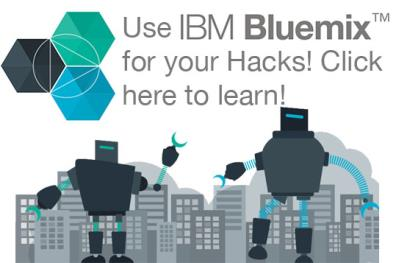 Use IBM Bluemix™
for your Hacks! Click
here to learn!